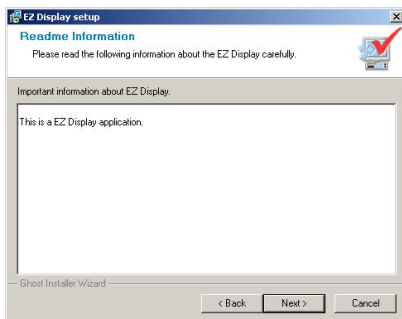 EZ Display setup
Readme Information
Please read the following information about the EZ Display carefully.
Important information about EZ Display.
This is a EZ Display application.
Ghost Installer Wizard
< Back
Next >
Cancel